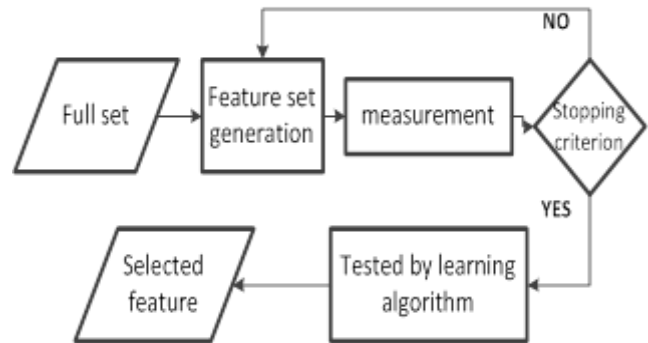 NO
Full set
Feature set
generation
measurement
Stopping
criterion
YES
Tested by learning
algorithm
Selected
feature